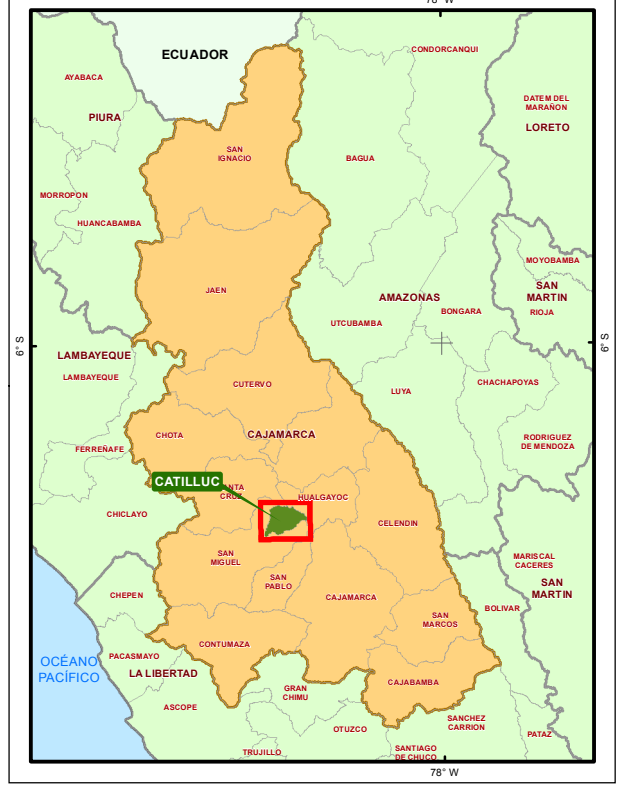 78° W
ECUADOR
CONDORCANQUI
AYABACA
DATEM DEL
MARAÑON
PIURA
LORETO
SAN
IGNACIO
BAGUA
MORROPON
HUANCABAMBA
MOYOBAMBA
SAN
MARTIN
RIOJA
JAEN
AMAZONAS
BONGARA
UTCUBAMBA
6° S
6° S
LAMBAYEQUE
LAMBAYEQUE
CUTERVO
LUYA
CHACHAPOYAS
CHOTA
CAJAMARCA
RODRIGUEZ
DE MENDOZA
FERREÑAFE
CATILLUC
NTA
CRUZ
HUALGAYOC
CHICLAYO
CELENDIN
SAN
MIGUEL
MARISCAL
CACERES
SAN
MARTIN
SAN
PABLO
CHEPEN
CAJAMARCA
BOLIVAR
SAN
MARCOS
CONTUMAZA
OCÉANO
PACÍFICO
PACASMAYO
LA LIBERTAD
CAJABAMBA
GRAN
CHIMU
ASCOPE
SANCHEZ
CARRION
OTUZCO
PATAZ
TRUJILLO
SANTIAGO
DE CHUCO
78° W